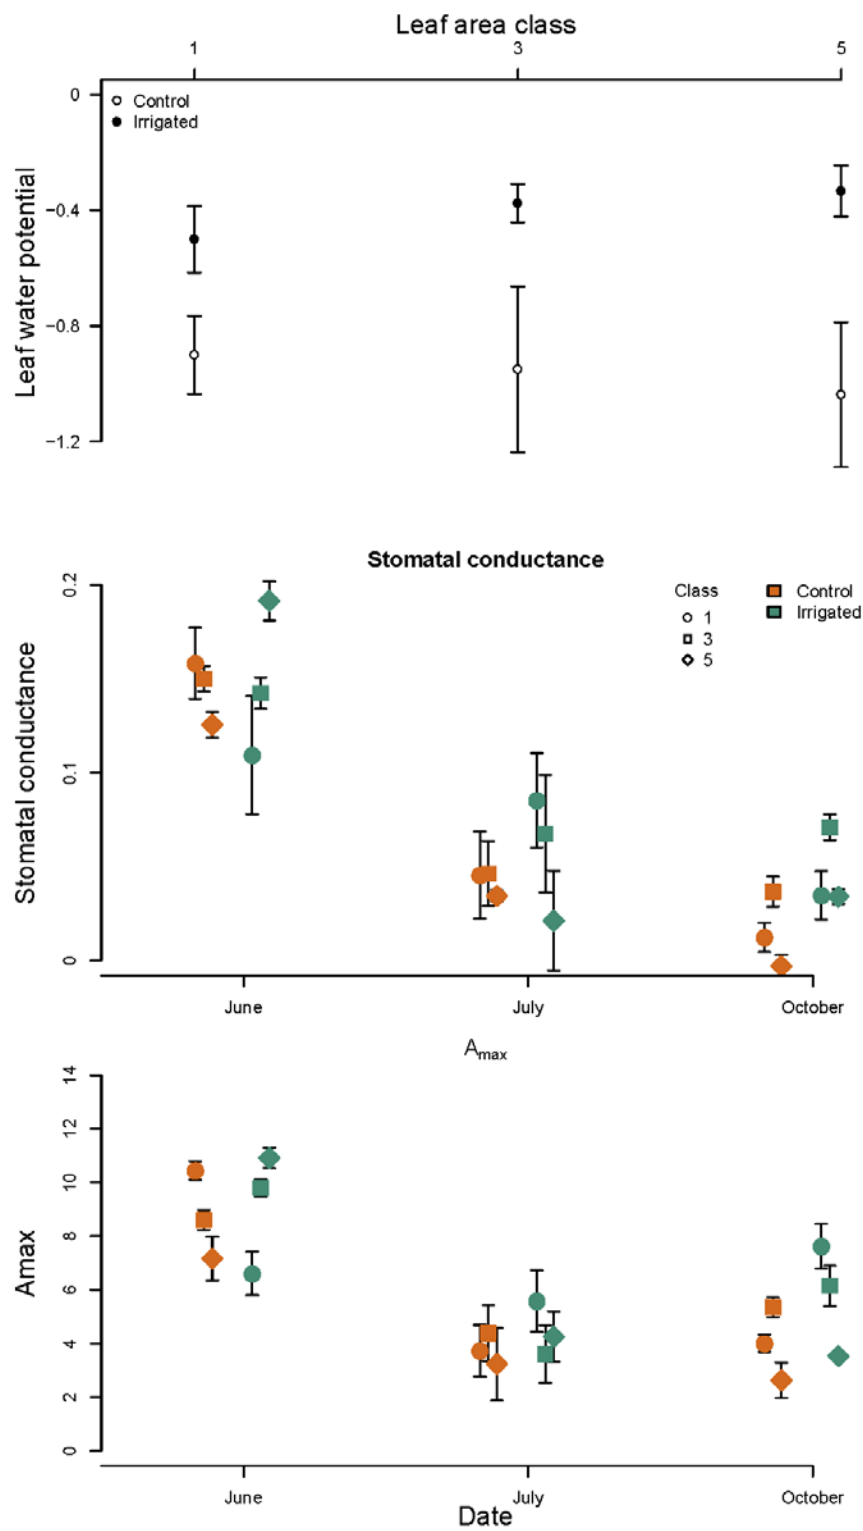 Leaf area class
1 3 5
Control
Irrigated
Leaf water potential
0
−0.4
−0.8
−1.2
Stomatal conductance
Class
1
3
5
Control
Irrigated
Stomatal conductance
0.2
0.1
0
June July October
Amax
Amax
14
12
10
8
6
4
2
0
June July October
Date